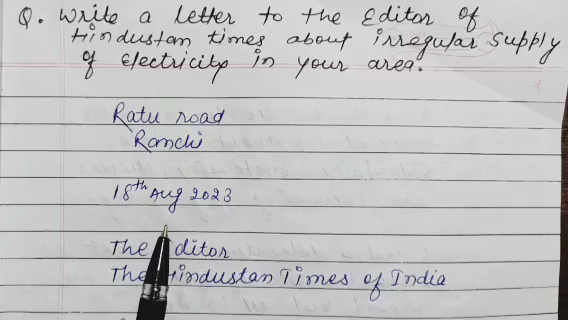 Q. Write a letter to the Editor of
Hindustan times about irregular supply
of electricity in your area.
Ratu road
Ranchi
18th Aug 2023
The Editor
The Hindustan Times of India